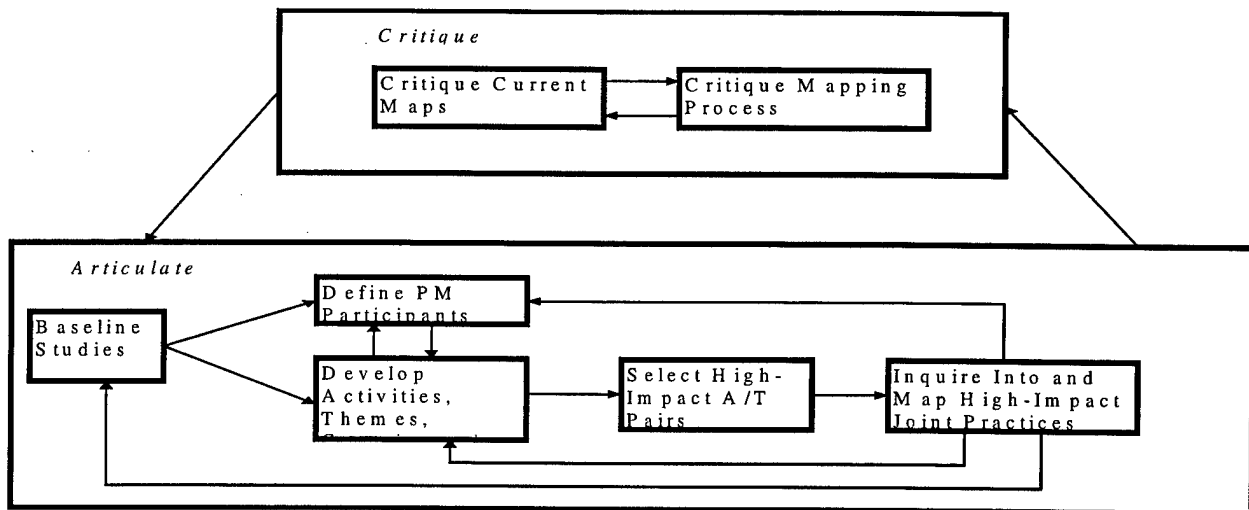 Critique
Critique Current
Maps
Critique Mapping
Process
Articulate
Baseline
Studies
Define PM
Participants
Develop
Activities,
Themes,
Select High-
Impact A/T
Pairs
Inquire Into and
Map High-Impact
Joint Practices